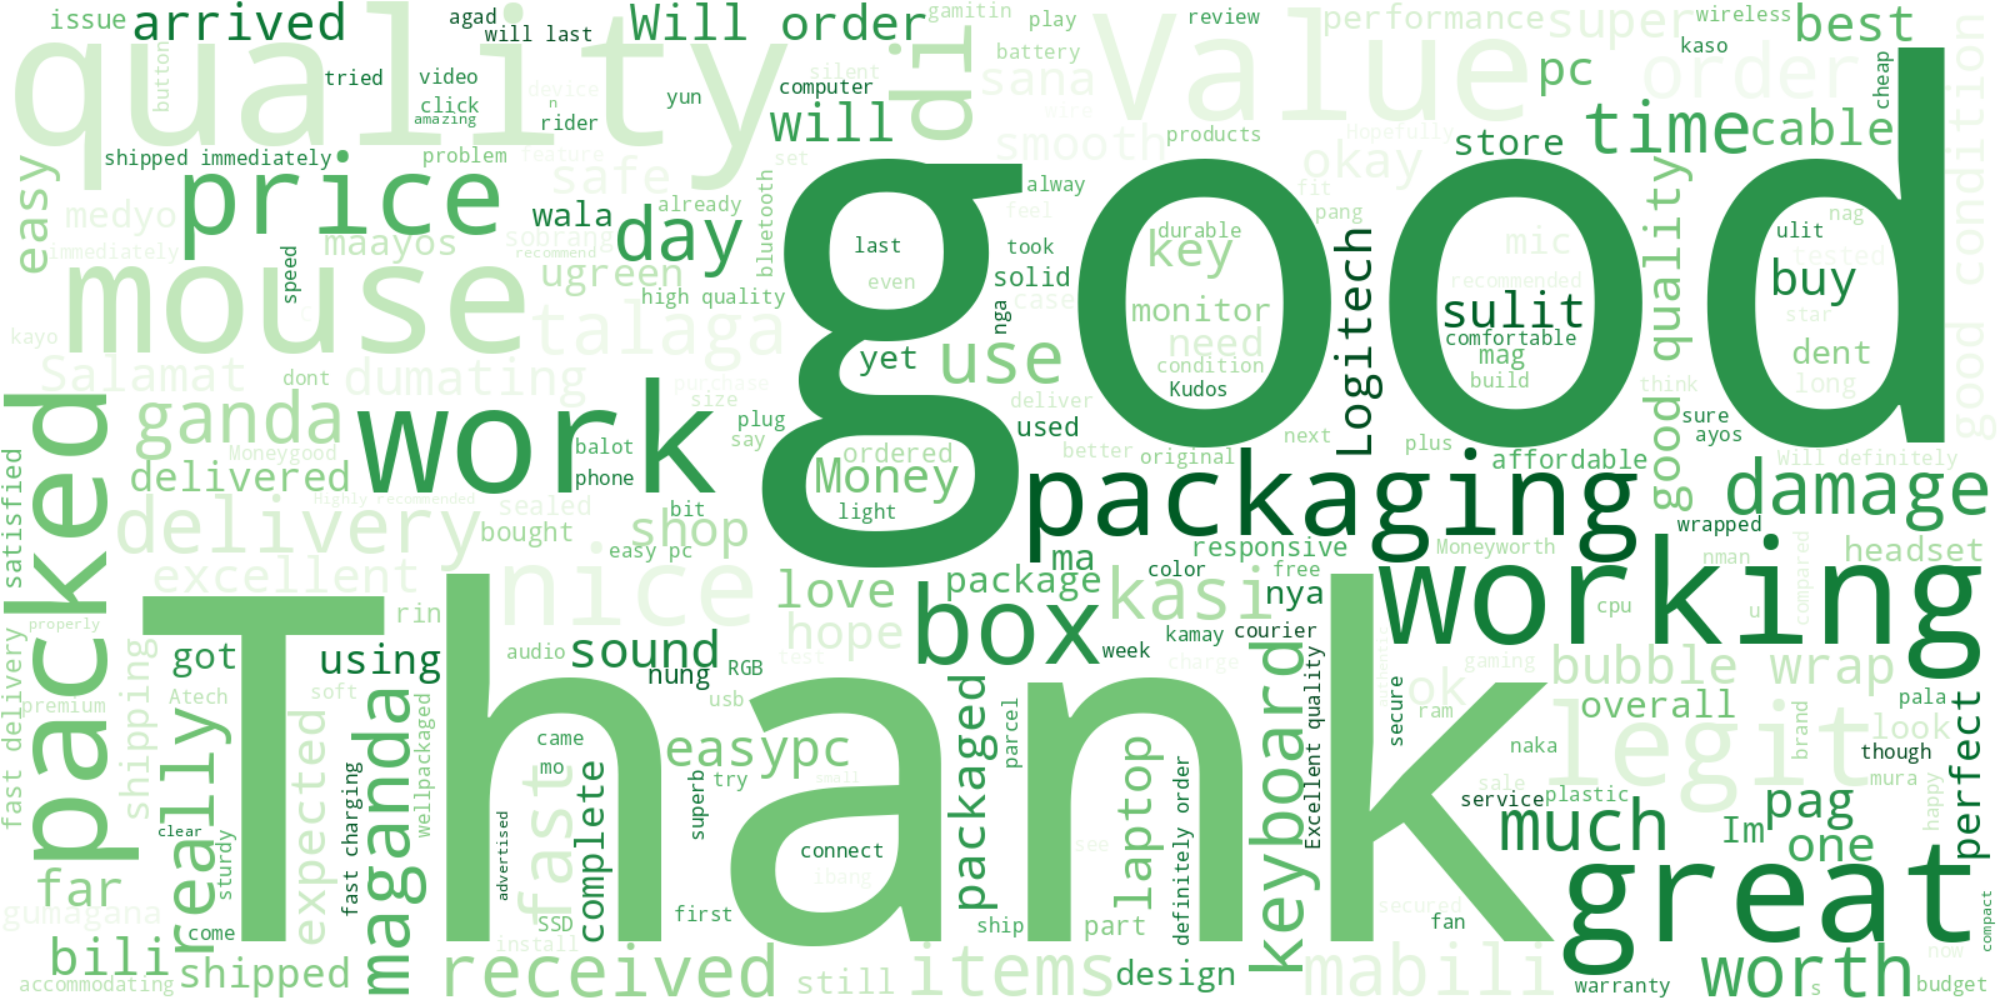 issue
arrived
agad
will last
Will order
gamitin
play
review
performance
super
wireless
best
quality
button
tried
video
click
amazing
device
n
rider
yun
silent
computer
di
battery
sana
wire
Value
kaso
pc
order
cheap
good condition
will
smooth
products
Hopefully
store
time
cable
easy
shipped immediately
problem
feature
safe
set
okay
fit
price
medyo
immediately
maayos
wala
sobrang
recommend
day
already
bluetooth
good
alway
feel
pang
durable
key
Logitech
mic
recommended
good quality
nag
ulit
tested
buy
star
mouse
speed
ugreen
high quality
last
even
took
solid
case
nga
monitor
need
condition
Kudos
sulit
comfortable
mag
build
dent
long
kayo
talaga
Salamat
dont
dumating
purchase
size
yet
use
deliver
think
packed
ganda
work
plug
say
used
better
original
next
plus
sure
ayos
affordable
Will definitely
satisfied
Moneygood
delivered
Highly recommended
balot
phone
sealed
bit
ordered
Money
light
packaging
damage
wrapped
delivery
bought
shop
easy pc
responsive
Moneyworth
nman
compared
headset
excellent
nice
ma
package
color
free
working
properly
rin
love
box
kasi
nya
cpu
u
Thank
hope
kamay
courier
week
test
charge
authentic
gaming
bubble wrap
fast delivery
premium
shipping
got
Atech
really
using
soft
audio
sound
nung
RGB
usb
packaged
parcel
keyboard
Excellent quality
secure
ok
ram
overall
brand
pala
look
though
perfect
expected
fast charging
maganda
wellpackaged
came
mo
fast
complete
easypc
superb
try
small
laptop
definitely order
naka
legit
sale
mura
happy
clear
sturdy
advertised
connect
ibang
see
service
plastic
much
pag
Im
one
far
gumagana
come
SSD
install
first
ship
part
secured
fan
great
compact
bili
accommodating
shipped
received
still
items
design
mabili
warranty
worth
s
now
budget